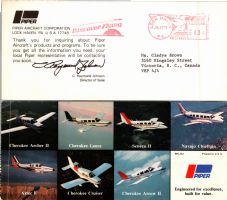 PIPER
PIPER AIRCRAFT CORPORATION
LOCK HAVEN, PA U.S.A. 17745
Discover Flying
Thank you for inquiring about Piper
Aircraft's products and programs. To be sure
you get all the information you need, your
local Piper representative will be contacting
you soon.
C. Raymond Johnson
Director of Sales
Ms. Gladys Brown
3160 Kingsley Street
Victoria, B. C., Canada
V8P 4J4
Cherokee Archer II
Cherokee Lance
Seneca II
Navajo Chieftain
Aztec F
Cherokee Cruiser
Cherokee Arrow II
PIPER
Engineered for excellence,
built for value.